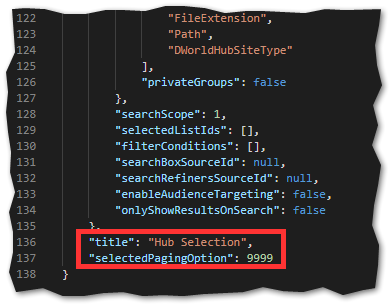 122 "FileExtension",
123 "Path",
124 "DWorldHubSiteType"
125 ],
126 "privateGroups": false
127 },
128 "searchScope": 1,
129 "selectedListIds": [],
130 "filterConditions": [],
131 "searchBoxSourceId": null,
132 "searchRefinersSourceId": null,
133 "enableAudienceTargeting": false,
134 "onlyShowResultsOnSearch": false
135 },
136 "title": "Hub Selection",
137 "selectedPagingOption": 9999
138 }